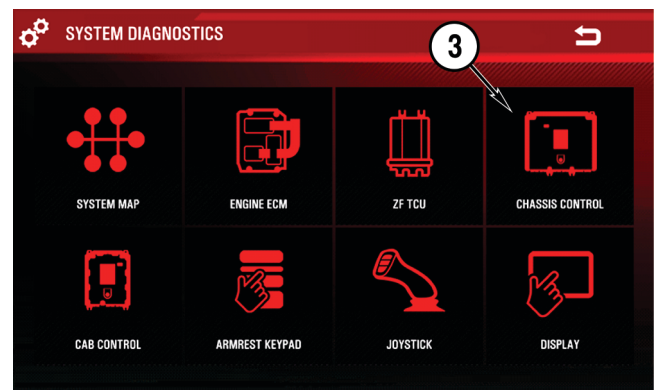 SYSTEM DIAGNOSTICS
3
SYSTEM MAP
ENGINE ECM
ZF TCU
CHASSIS CONTROL
CAB CONTROL
ARMREST KEYPAD
JOYSTICK
DISPLAY